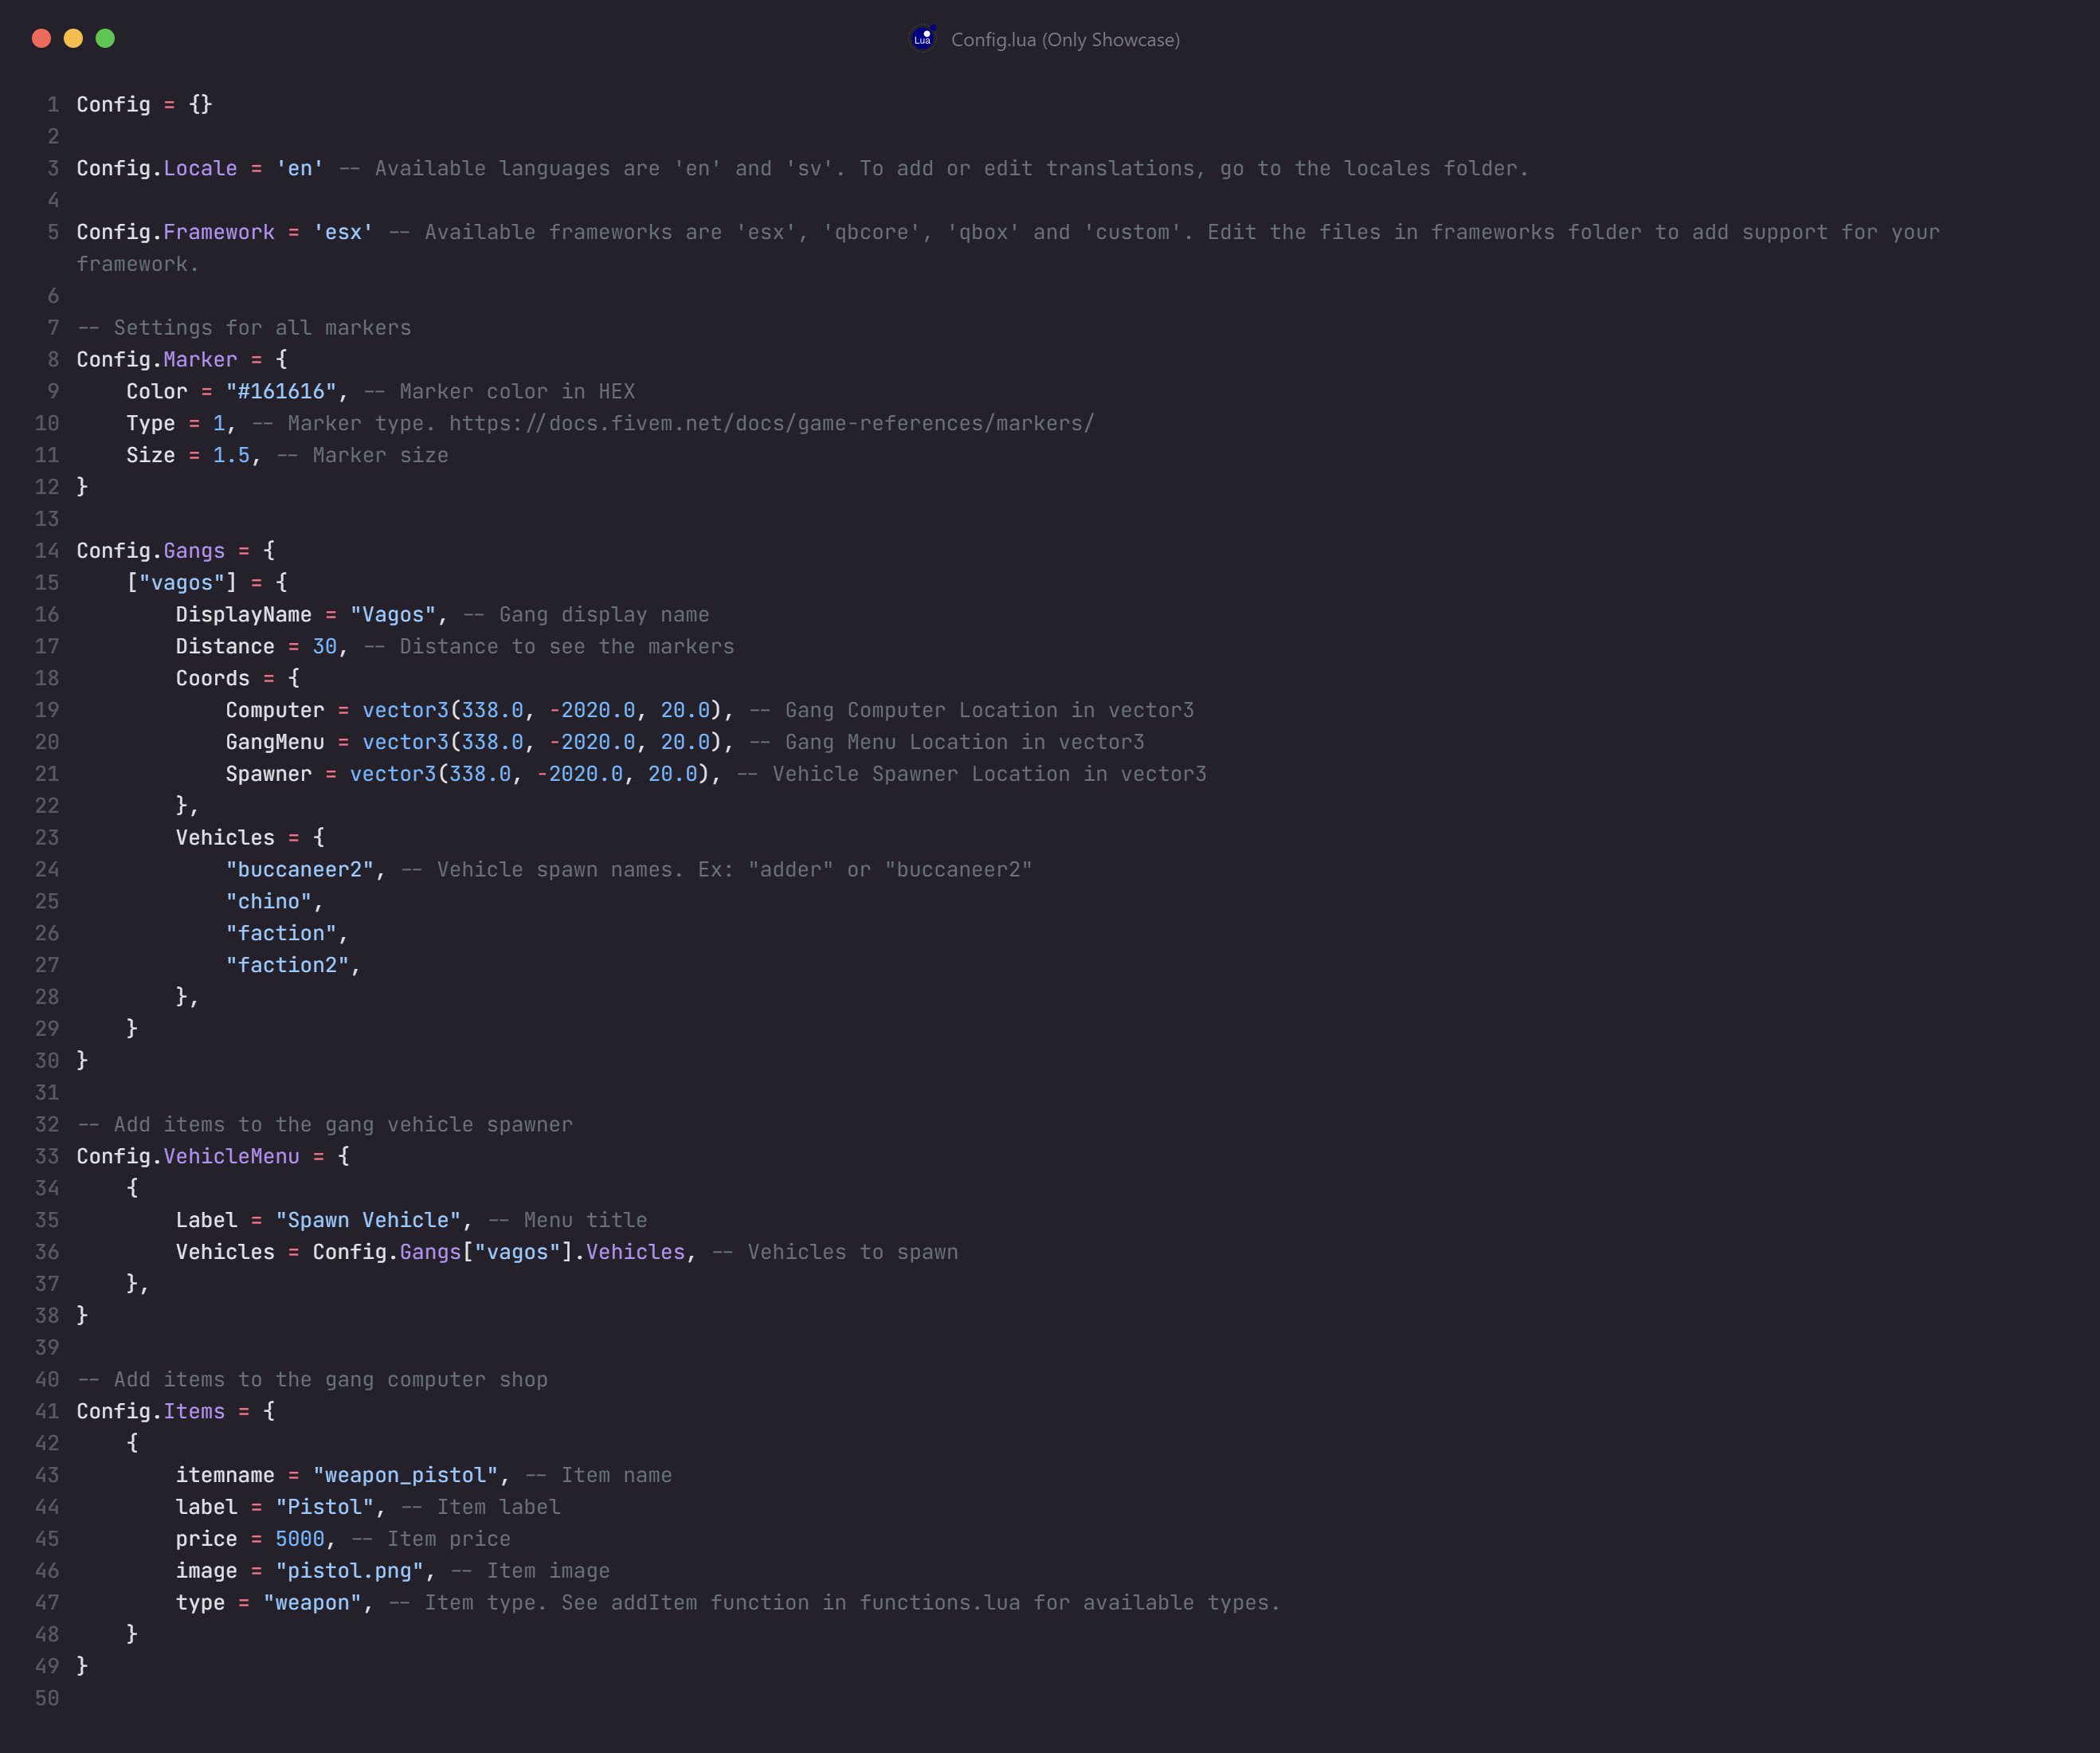 Lua Config.lua (Only Showcase)
1 Config = {}
2
3 Config.Locale = 'en' -- Available languages are 'en' and 'sv'. To add or edit translations, go to the locales folder.
4
5 Config.Framework = 'esx' -- Available frameworks are 'esx', 'qbcore', 'qbox' and 'custom'. Edit the files in frameworks folder to add support for your
framework.
6
7 -- Settings for all markers
8 Config.Marker = {
9     Color = "#161616", -- Marker color in HEX
10     Type = 1, -- Marker type. https://docs.fivem.net/docs/game-references/markers/
11     Size = 1.5, -- Marker size
12 }
13
14 Config.Gangs = {
15     ["vagos"] = {
16         DisplayName = "Vagos", -- Gang display name
17         Distance = 30, -- Distance to see the markers
18         Coords = {
19             Computer = vector3(338.0, -2020.0, 20.0), -- Gang Computer Location in vector3
20             GangMenu = vector3(338.0, -2020.0, 20.0), -- Gang Menu Location in vector3
21             Spawner = vector3(338.0, -2020.0, 20.0), -- Vehicle Spawner Location in vector3
22         },
23         Vehicles = {
24             "buccaneer2", -- Vehicle spawn names. Ex: "adder" or "buccaneer2"
25             "chino",
26             "faction",
27             "faction2",
28         },
29     }
30 }
31
32 -- Add items to the gang vehicle spawner
33 Config.VehicleMenu = {
34     {
35         Label = "Spawn Vehicle", -- Menu title
36         Vehicles = Config.Gangs["vagos"].Vehicles, -- Vehicles to spawn
37     },
38 }
39
40 -- Add items to the gang computer shop
41 Config.Items = {
42     {
43         itemname = "weapon_pistol", -- Item name
44         label = "Pistol", -- Item label
45         price = 5000, -- Item price
46         image = "pistol.png", -- Item image
47         type = "weapon", -- Item type. See addItem function in functions.lua for available types.
48     }
49 }
50